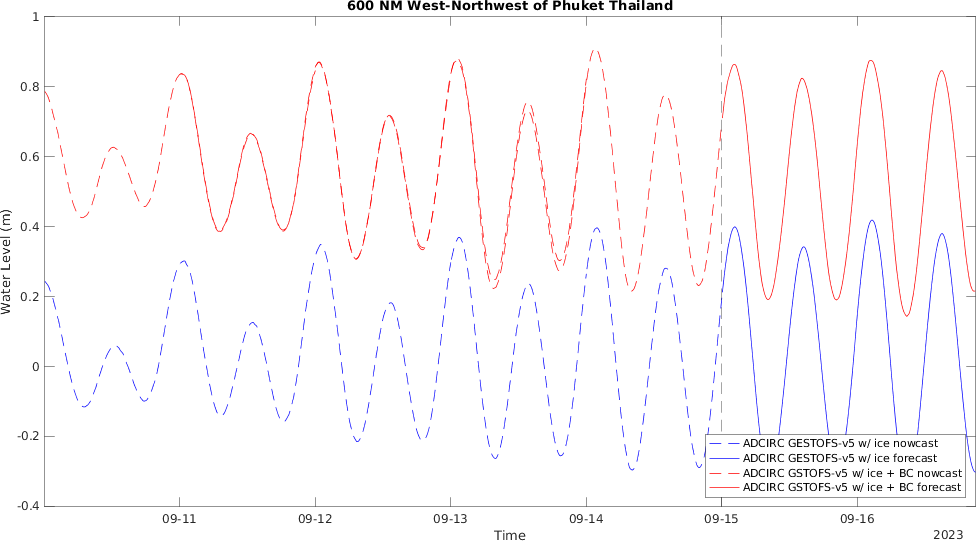 600 NM West-Northwest of Phuket Thailand
1
0.8
0.6
0.4
0.2
0
-0.2
-0.4
Water Level (m)
ADCIRC GESTOFS-v5 w/ ice nowcast
ADCIRC GESTOFS-v5 w/ ice forecast
ADCIRC GSTOFS-v5 w/ ice + BC nowcast
ADCIRC GSTOFS-v5 w/ ice + BC forecast
09-11 09-12 09-13 09-14 09-15 09-16
Time
2023